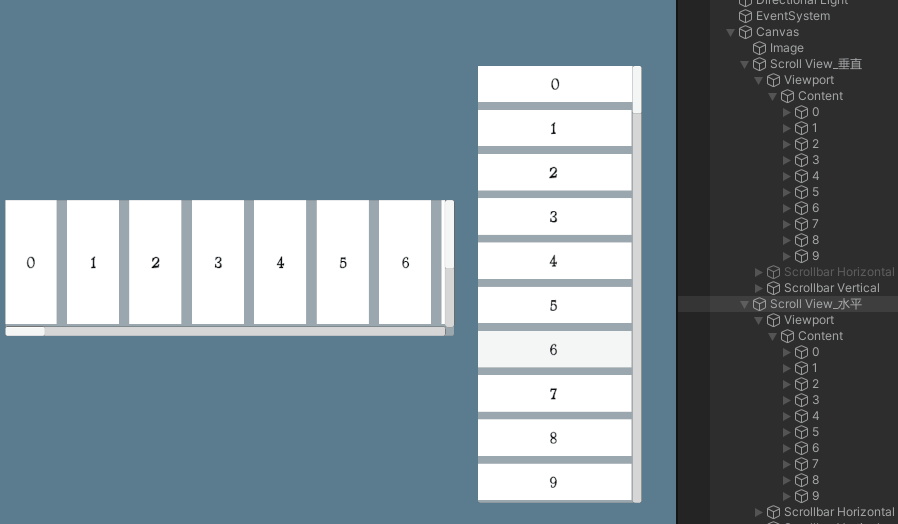 0
1
2
3
4
5
6
0
1
2
3
4
5
6
7
8
9
Directional Light
EventSystem
Canvas
Image
Scroll View_垂直
Viewport
Content
0
1
2
3
4
5
6
7
8
9
Scrollbar Horizontal
Scrollbar Vertical
Scroll View_水平
Viewport
Content
0
1
2
3
4
5
6
7
8
9
Scrollbar Horizontal